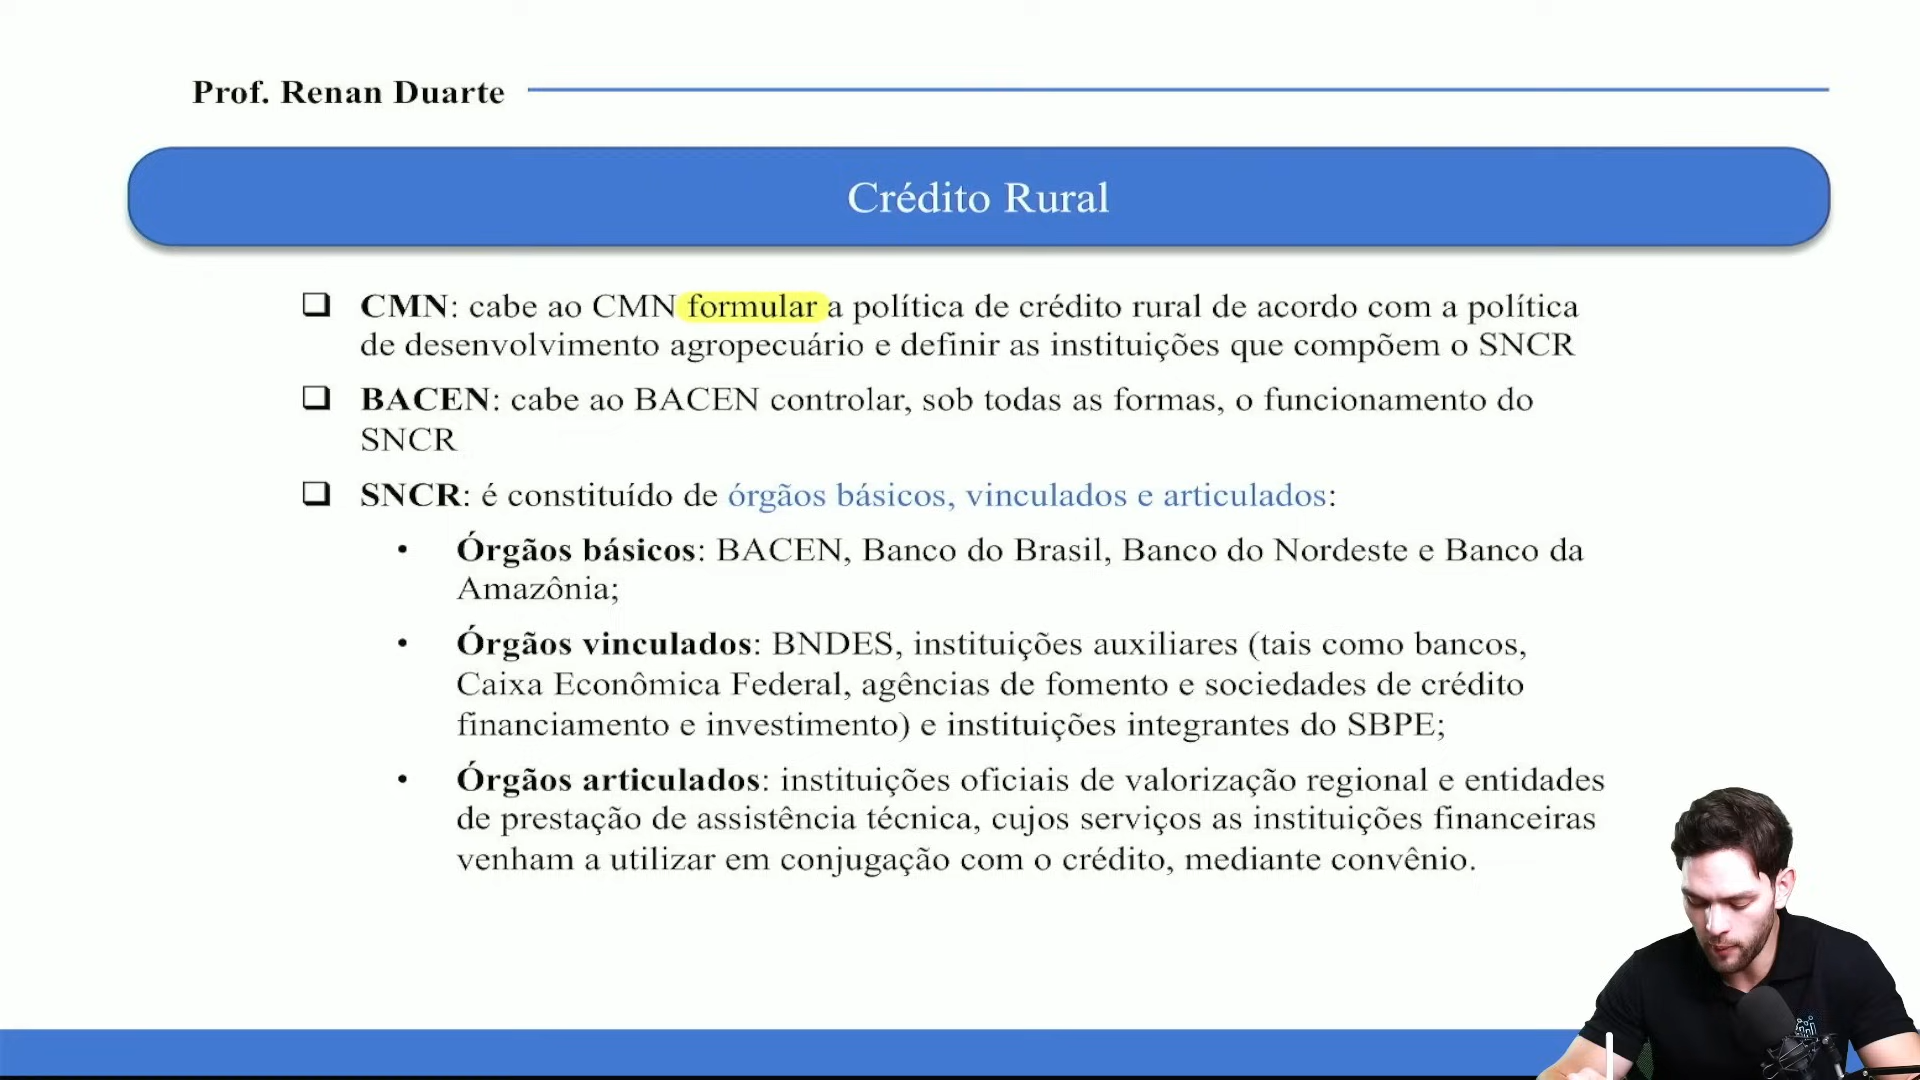 Prof. Renan Duarte
Crédito Rural
❑ CMN: cabe ao CMN formular a política de crédito rural de acordo com a política
de desenvolvimento agropecuário e definir as instituições que compõem o SNCR
❑ BACEN: cabe ao BACEN controlar, sob todas as formas, o funcionamento do
SNCR
❑ SNCR: é constituído de órgãos básicos, vinculados e articulados:
• Órgãos básicos: BACEN, Banco do Brasil, Banco do Nordeste e Banco da
Amazônia;
• Órgãos vinculados: BNDES, instituições auxiliares (tais como bancos,
Caixa Econômica Federal, agências de fomento e sociedades de crédito
financiamento e investimento) e instituições integrantes do SBPE;
• Órgãos articulados: instituições oficiais de valorização regional e entidades
de prestação de assistência técnica, cujos serviços as instituições financeiras
venham a utilizar em conjugação com o crédito, mediante convênio.